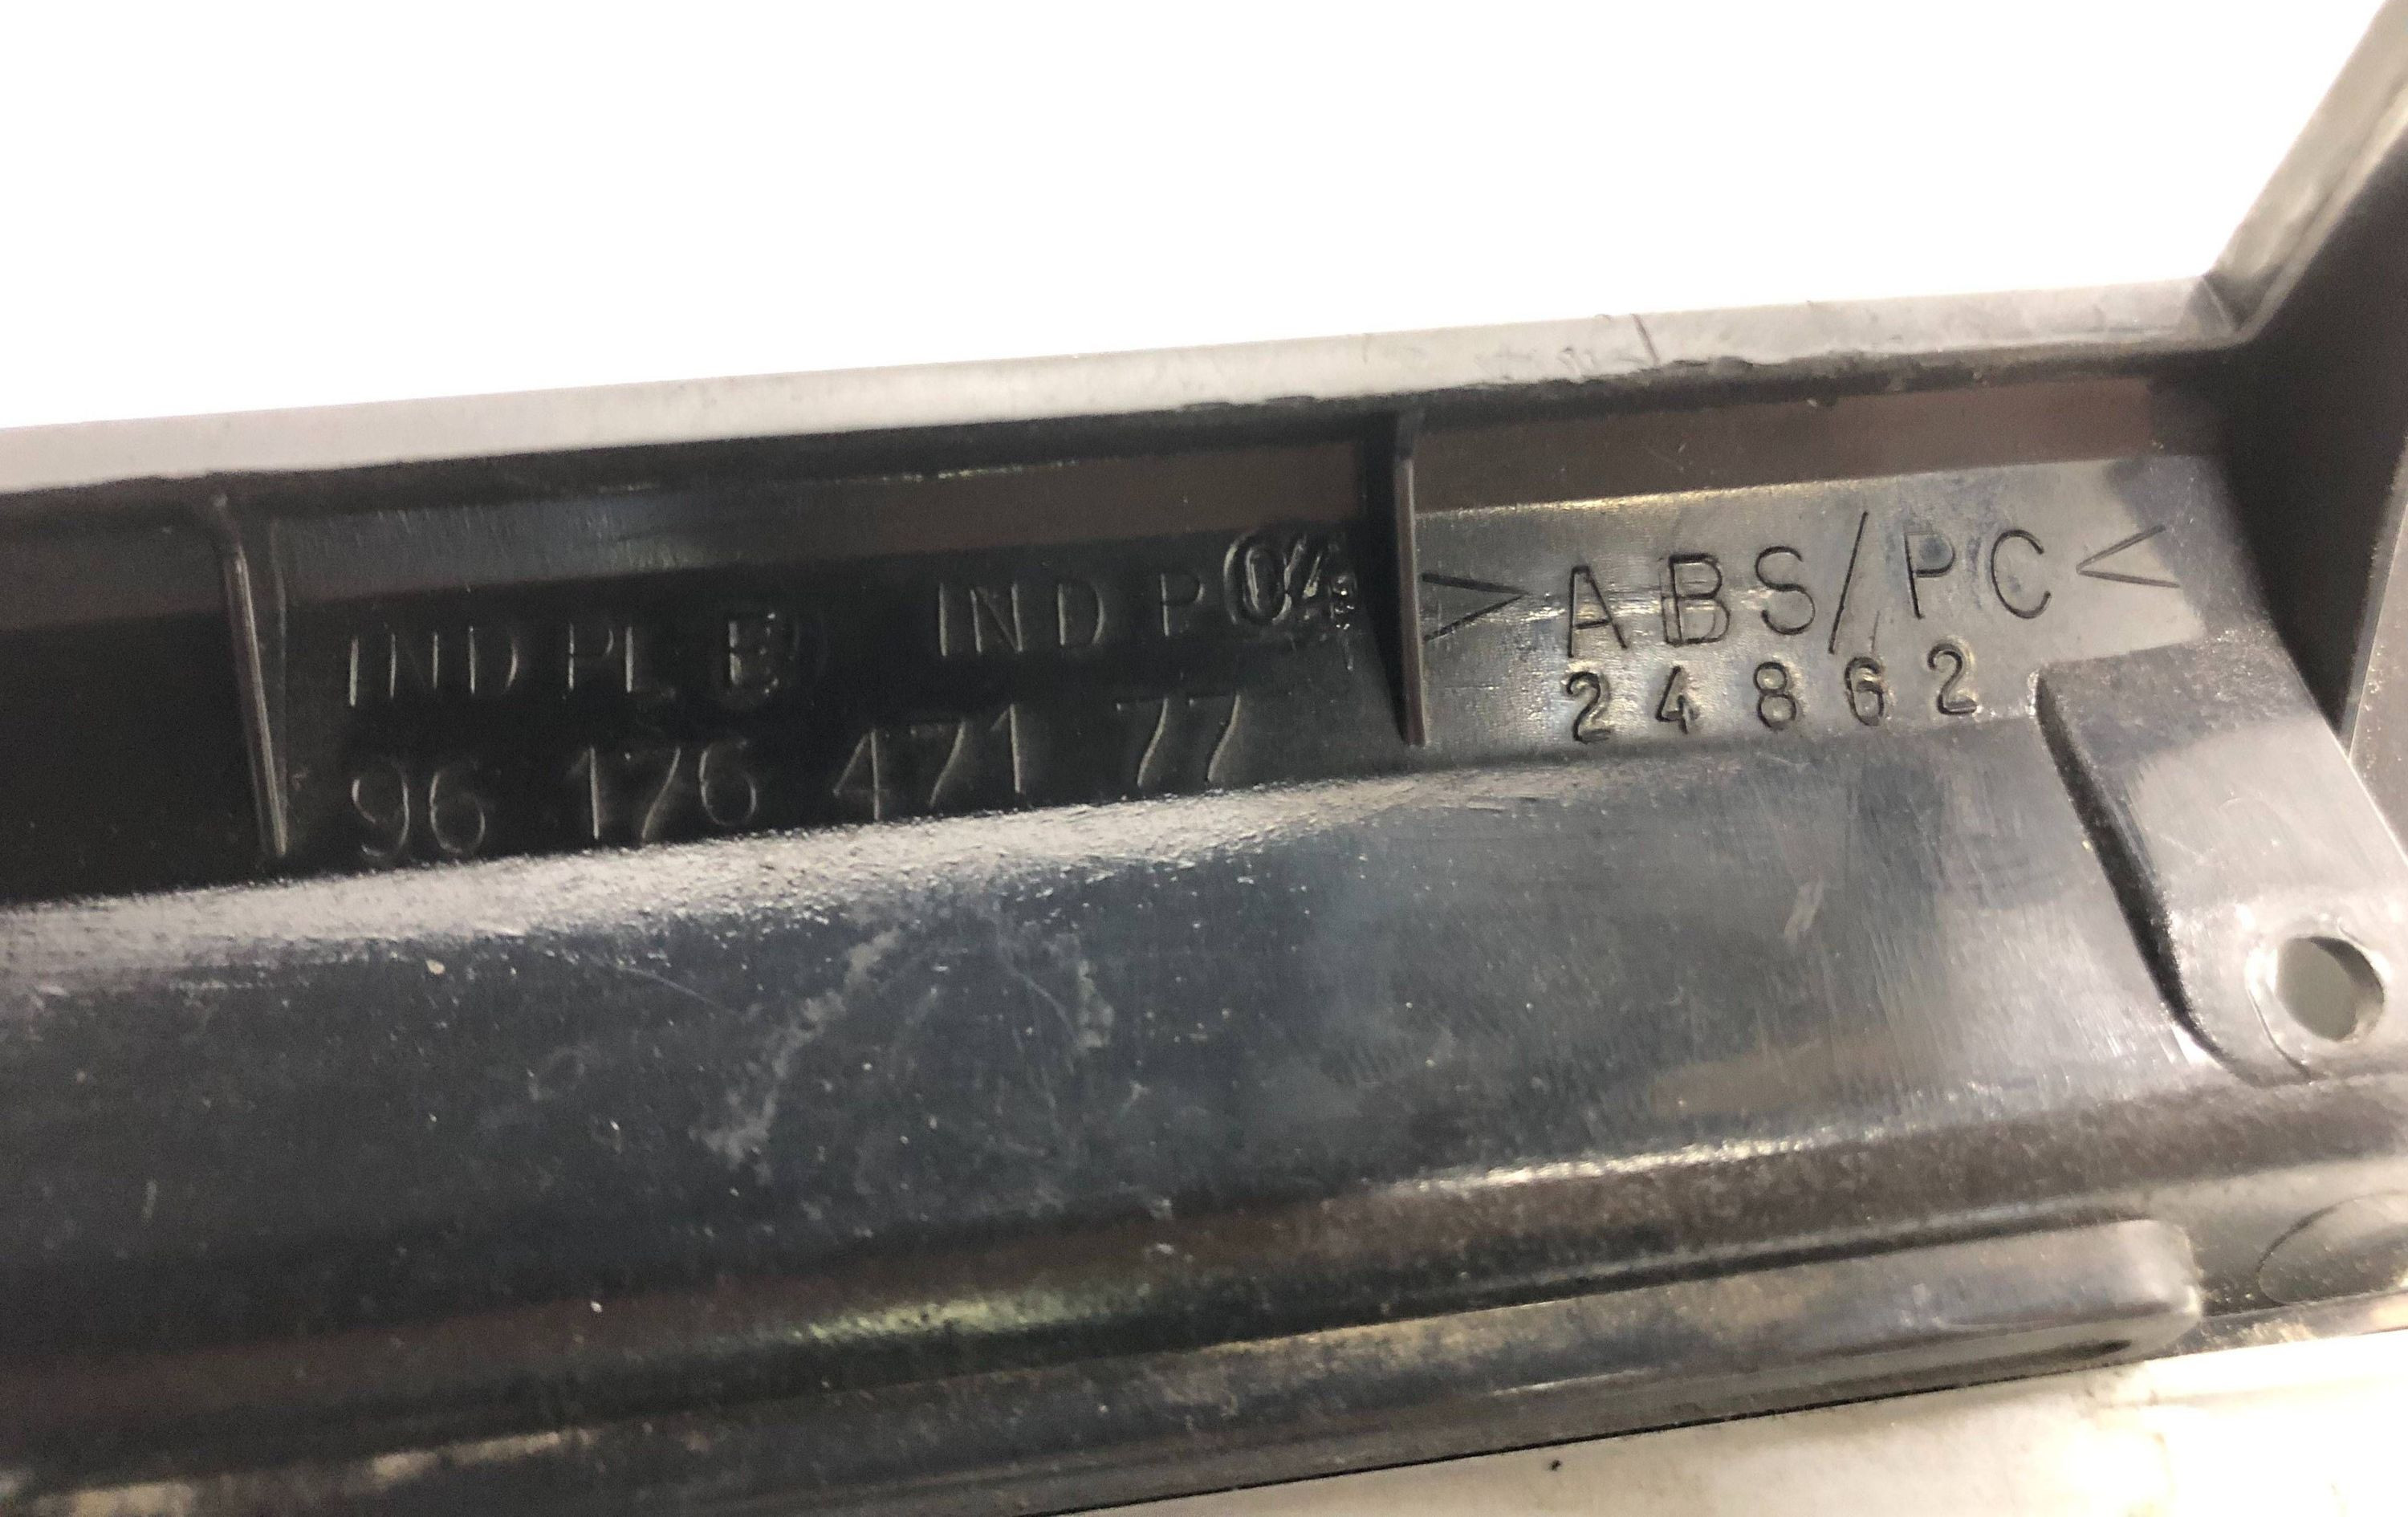 IND PL B IND P 04
96 176 471 77
>ABS/PC<
24862